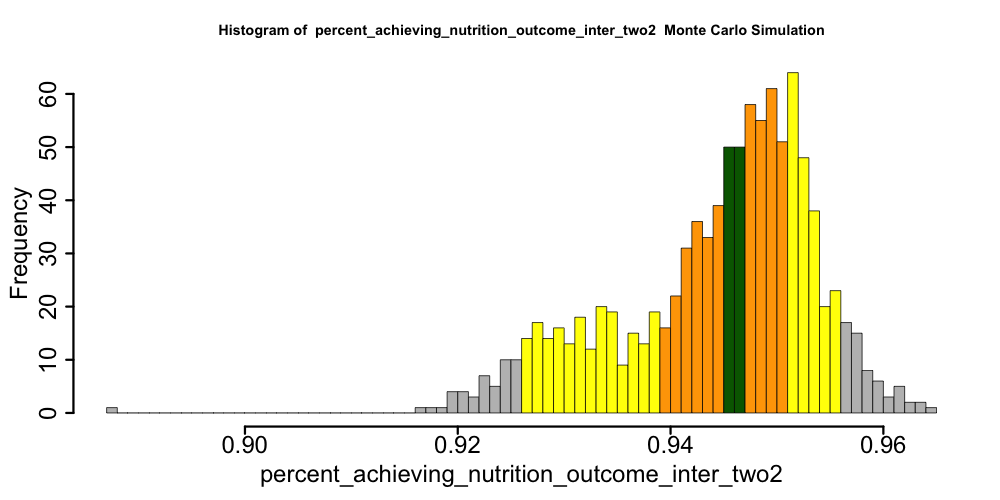 Histogram of  percent_achieving_nutrition_outcome_inter_two2  Monte Carlo Simulation
Frequency
60
50
40
30
20
10
0
0.90 0.92 0.94 0.96
percent_achieving_nutrition_outcome_inter_two2